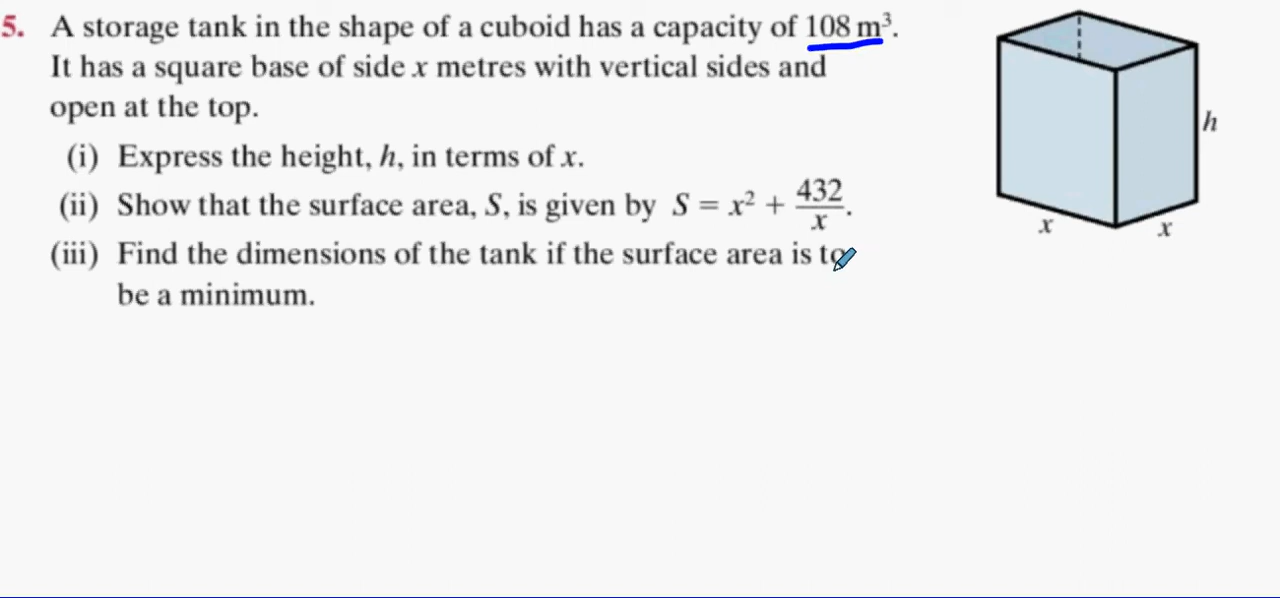 5. A storage tank in the shape of a cuboid has a capacity of 108 m³.
It has a square base of side x metres with vertical sides and
open at the top.
(i) Express the height, h, in terms of x.
(ii) Show that the surface area, S, is given by S = x² + 432/x.
(iii) Find the dimensions of the tank if the surface area is to
be a minimum.
h
x x